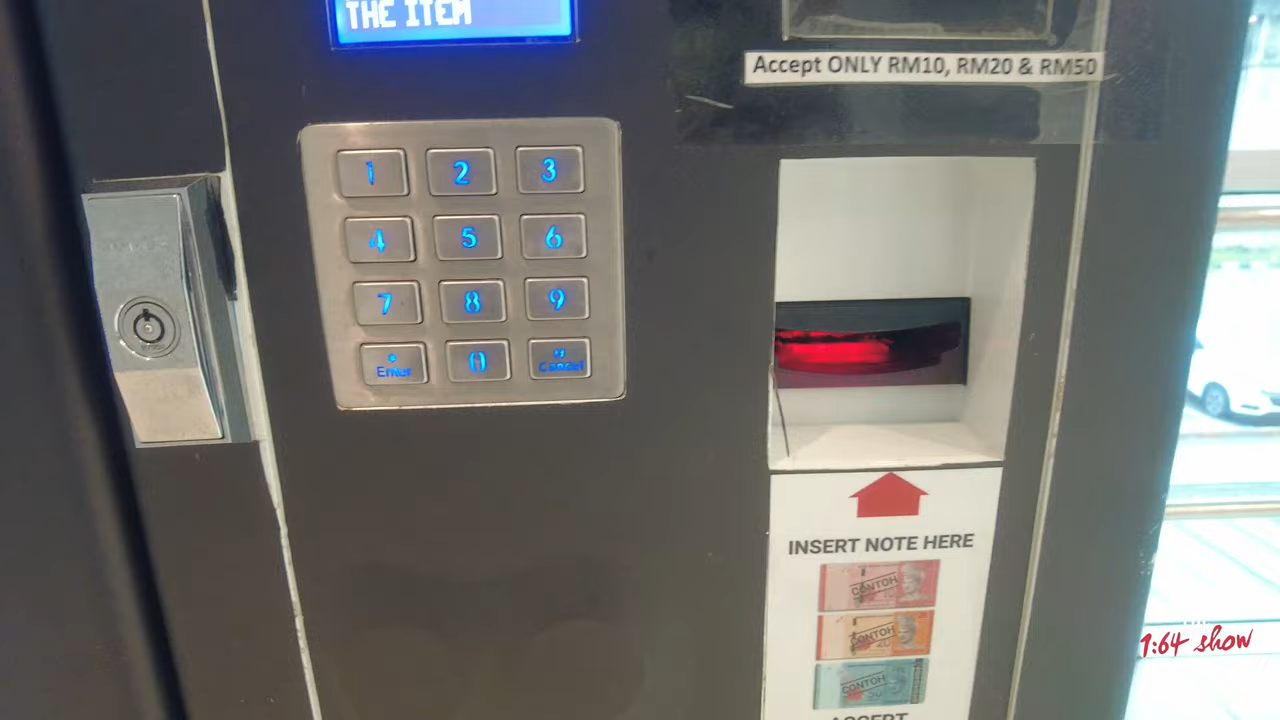 THE ITEM
Accept ONLY RM10, RM20 & RM50
1 2 3
4 5 6
7 8 9
* Enter 0 Cancel
INSERT NOTE HERE
CONTOH
CONTOH
CONTOH
ACCEPT
1:64 show